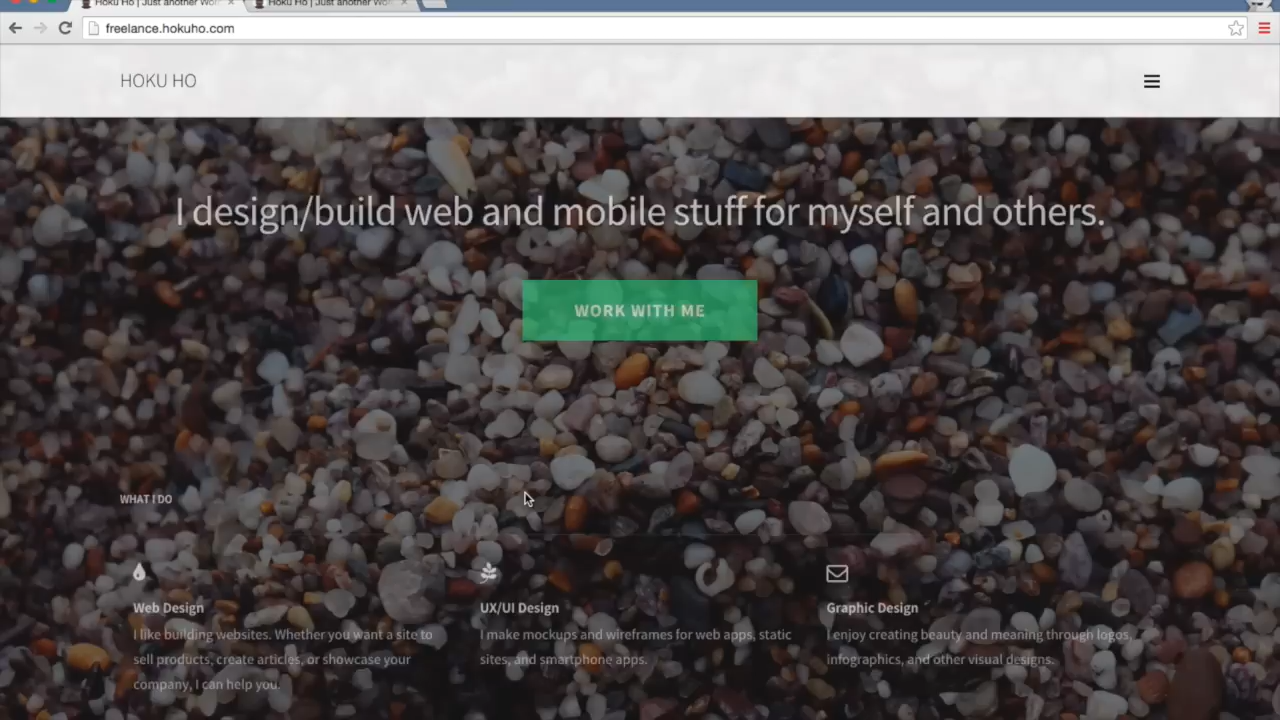 Hoku Ho | Just another Wor
Hoku Ho | Just another Wor
freelance.hokuho.com
HOKU HO
I design/build web and mobile stuff for myself and others.
WORK WITH ME
WHAT I DO
Web Design
I like building websites. Whether you want a site to
sell products, create articles, or showcase your
company, I can help you.
UX/UI Design
I make mockups and wireframes for web apps, static
sites, and smartphone apps.
Graphic Design
I enjoy creating beauty and meaning through logos,
infographics, and other visual designs.